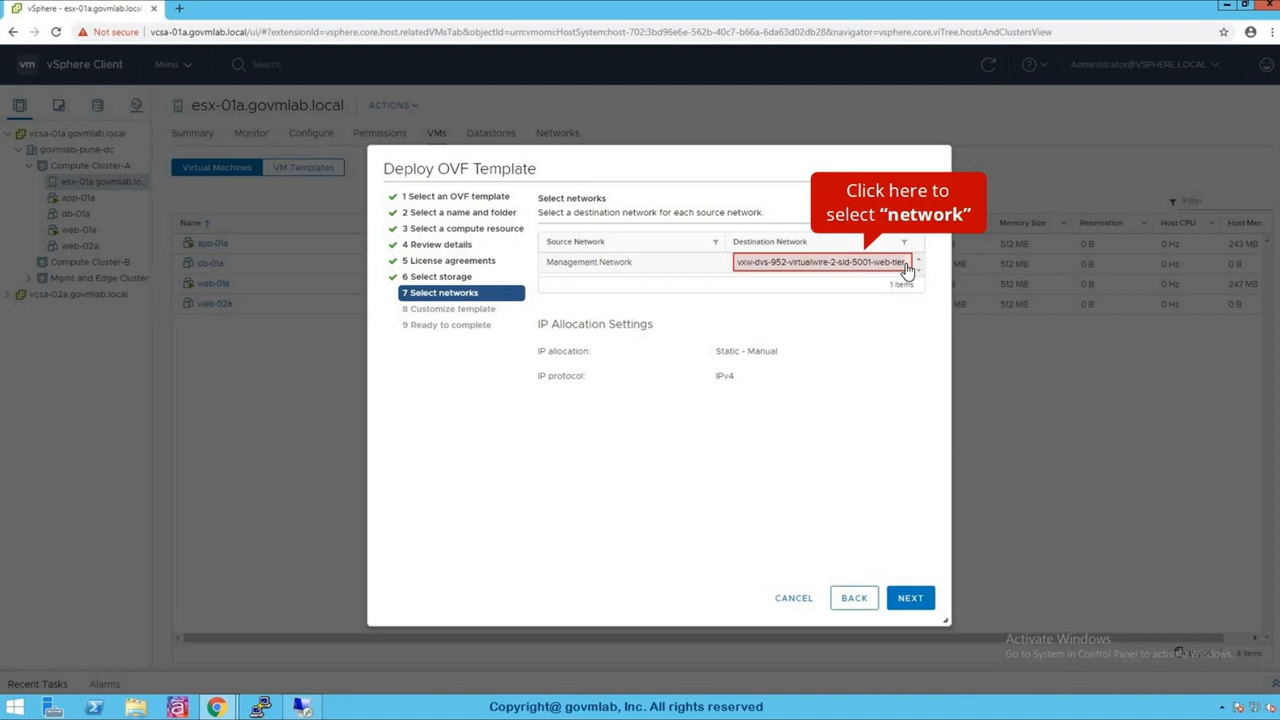 vSphere - esx-01a.govmlab.local
Not secure
vcsa-01a.govmlab.local/ui/#?extensionId=vsphere.core.host.relatedVMsTab&objectId=urn:vmomi:HostSystem:host-702:3bd96e6e-562b-40c7-b66a-6da63d02db28&navigator=vsphere.core.viTree.hostsAndClustersView
vm vSphere Client
Menu
Search
Administrator@VSPHERE.LOCAL
vcsa-01a.govmlab.local
govmlab-pune-dc
Compute Cluster-A
esx-01a.govmlab.lo...
app-01a
db-01a
web-01a
web-02a
Compute Cluster-B
Mgmt and Edge Cluster
vcsa-02a.govmlab.local
esx-01a.govmlab.local
ACTIONS
Summary Monitor Configure Permissions VMs Datastores Networks
Virtual Machines VM Templates
Filter
Name Memory Size Reservation Host CPU Host Mem
app-01a 512 MB 0 B 0 Hz 243 MB
db-01a MB 512 MB 0 B 0 Hz 0 B
web-01a 512 MB 0 B 0 Hz 247 MB
web-02a MB 512 MB 0 B 0 Hz 0 B
Deploy OVF Template
1 Select an OVF template
2 Select a name and folder
3 Select a compute resource
4 Review details
5 License agreements
6 Select storage
7 Select networks
8 Customize template
9 Ready to complete
Select networks
Select a destination network for each source network.
Click here to
select “network”
Source Network Destination Network
Management Network vxw-dvs-952-virtualwire-2-sid-5001-web-tier
1 items
IP Allocation Settings
IP allocation: Static - Manual
IP protocol: IPv4
CANCEL BACK NEXT
Activate Windows
Go to System in Control Panel to activate Windows.
4 items
Recent Tasks Alarms
Copyright@ govmlab, Inc. All rights reserved